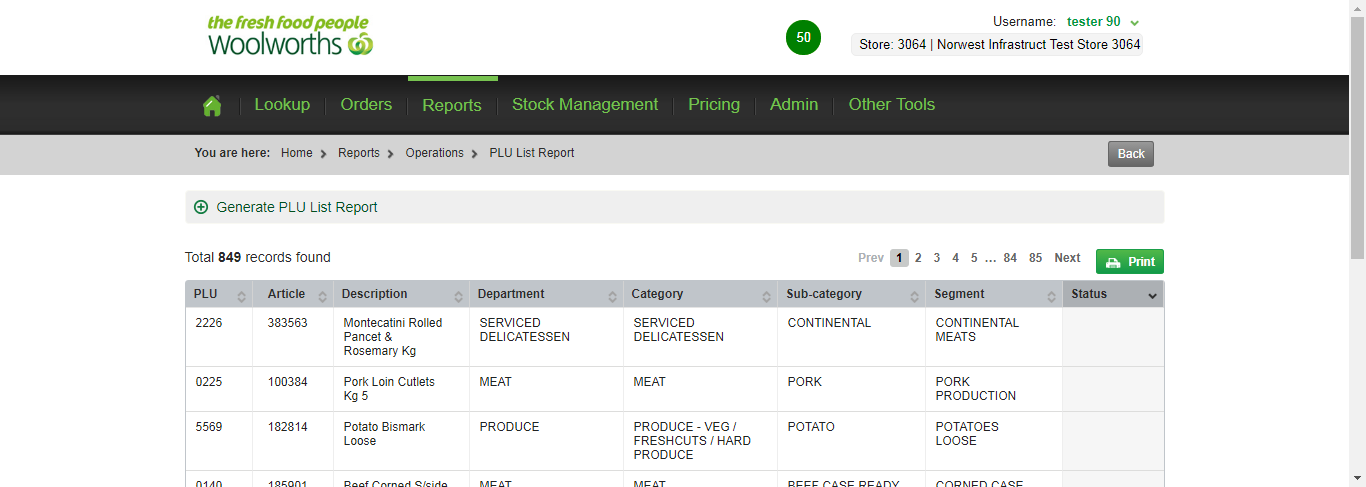 the fresh food people
Woolworths
50
Username: tester 90
Store: 3064 | Norwest Infrastruct Test Store 3064
Lookup Orders Reports Stock Management Pricing Admin Other Tools
You are here: Home Reports Operations PLU List Report Back
Generate PLU List Report
Total 849 records found Prev 1 2 3 4 5 ... 84 85 Next Print
PLU Article Description Department Category Sub-category Segment Status
2226 383563 Montecatini Rolled SERVICED SERVICED CONTINENTAL CONTINENTAL
Pancet & DELICATESSEN DELICATESSEN MEATS
Rosemary Kg
0225 100384 Pork Loin Cutlets MEAT MEAT PORK PORK
Kg 5 PRODUCTION
5569 182814 Potato Bismark PRODUCE PRODUCE - VEG / POTATO POTATOES
Loose FRESHCUTS / HARD LOOSE
PRODUCE
0140 185901 Beef Corned S/side MEAT MEAT BEEF CASE READY CORNED CASE